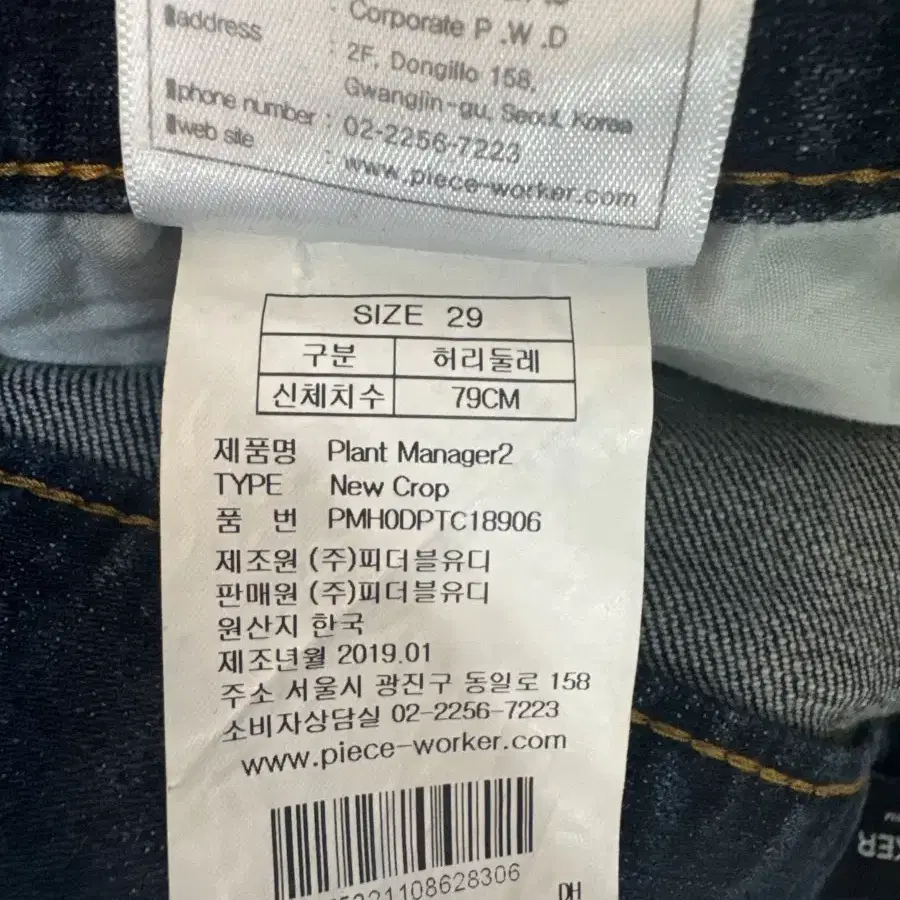 Corporate P .W .D
address : 2F, Dongillo 158,
Gwangjin-gu, Seoul, Korea
phone number : 02-2256-7223
web site : www.piece-worker.com
SIZE 29
구분 허리둘레
신체치수 79CM
제품명 Plant Manager2
TYPE New Crop
품 번 PMH0DPTC18906
제조원 (주)피더블유디
판매원 (주)피더블유디
원산지 한국
제조년월 2019.01
주소 서울시 광진구 동일로 158
소비자상담실 02-2256-7223
www.piece-worker.com
DH